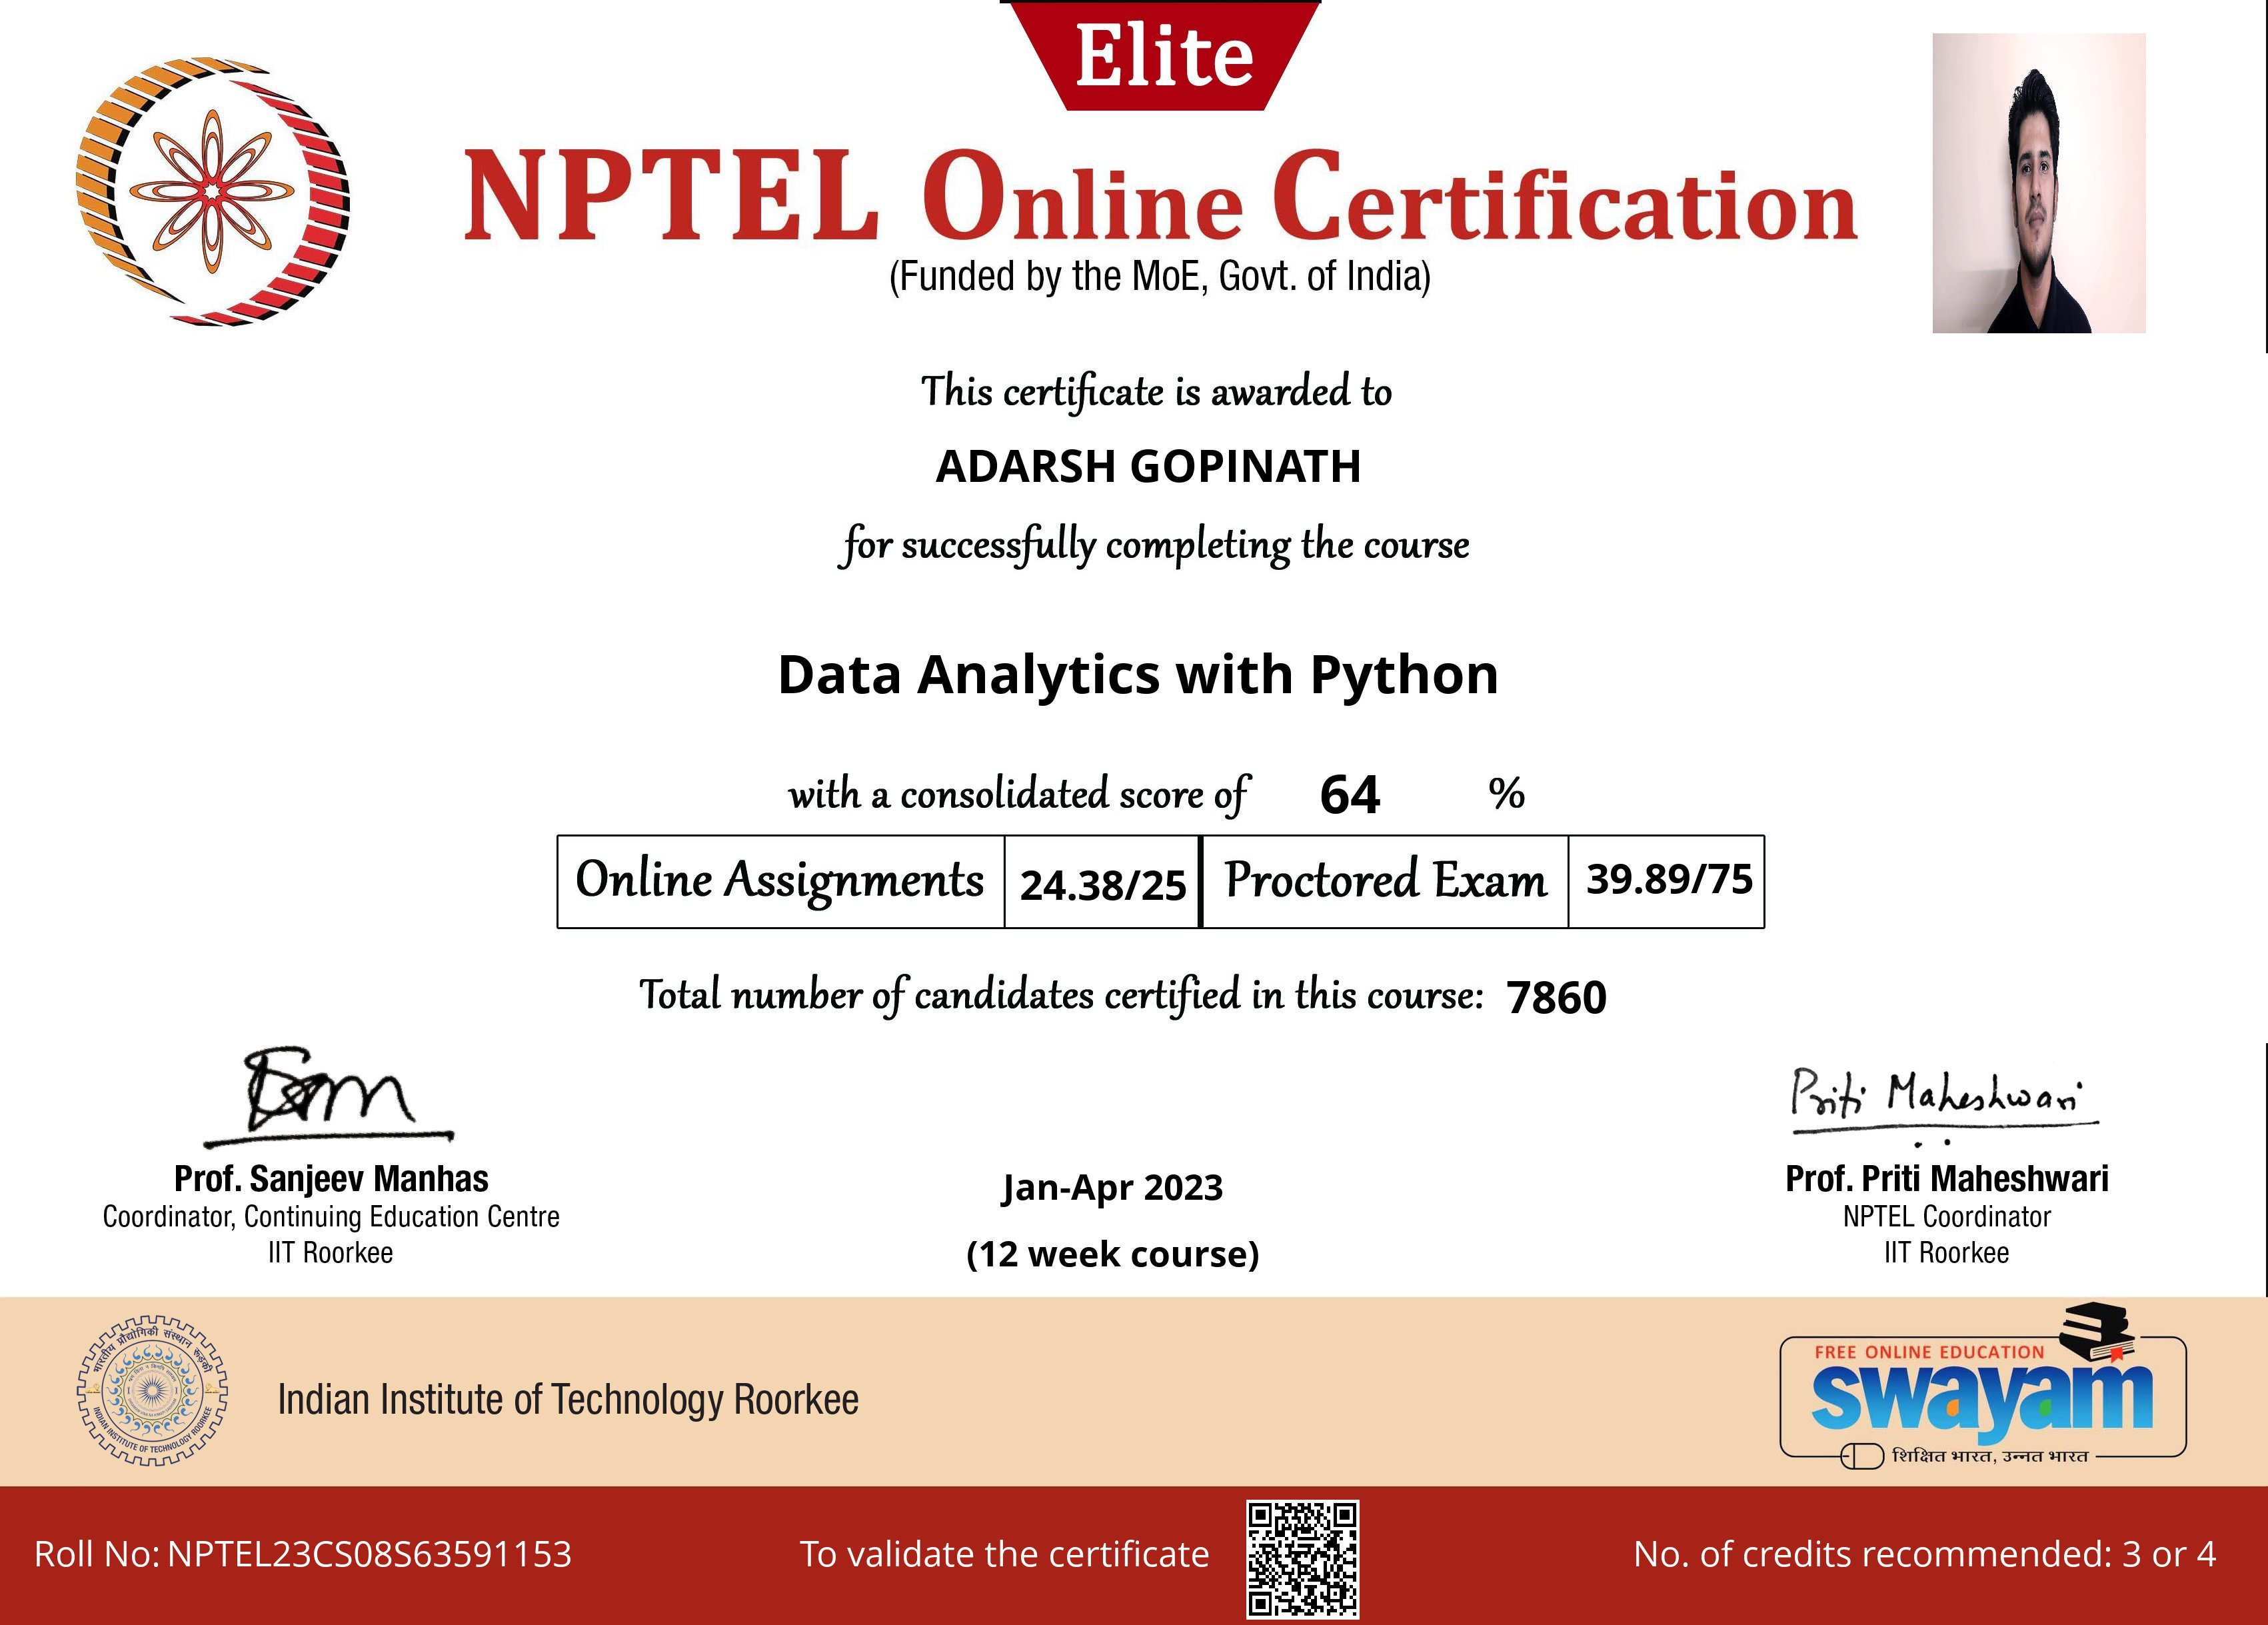 Elite
NPTEL Online Certification
(Funded by the MoE, Govt. of India)
This certificate is awarded to
ADARSH GOPINATH
for successfully completing the course
Data Analytics with Python
with a consolidated score of 64 %
Online Assignments 24.38/25 Proctored Exam 39.89/75
Total number of candidates certified in this course: 7860
Priti Maheshwari
Prof. Sanjeev Manhas
Coordinator, Continuing Education Centre
IIT Roorkee
Jan-Apr 2023
(12 week course)
Prof. Priti Maheshwari
NPTEL Coordinator
IIT Roorkee
भारतीय प्रौद्योगिकी संस्थान रूड़की
INDIAN INSTITUTE OF TECHNOLOGY ROORKEE
Indian Institute of Technology Roorkee
FREE ONLINE EDUCATION
swayam
शिक्षित भारत, उन्नत भारत
Roll No: NPTEL23CS08S63591153
To validate the certificate
No. of credits recommended: 3 or 4